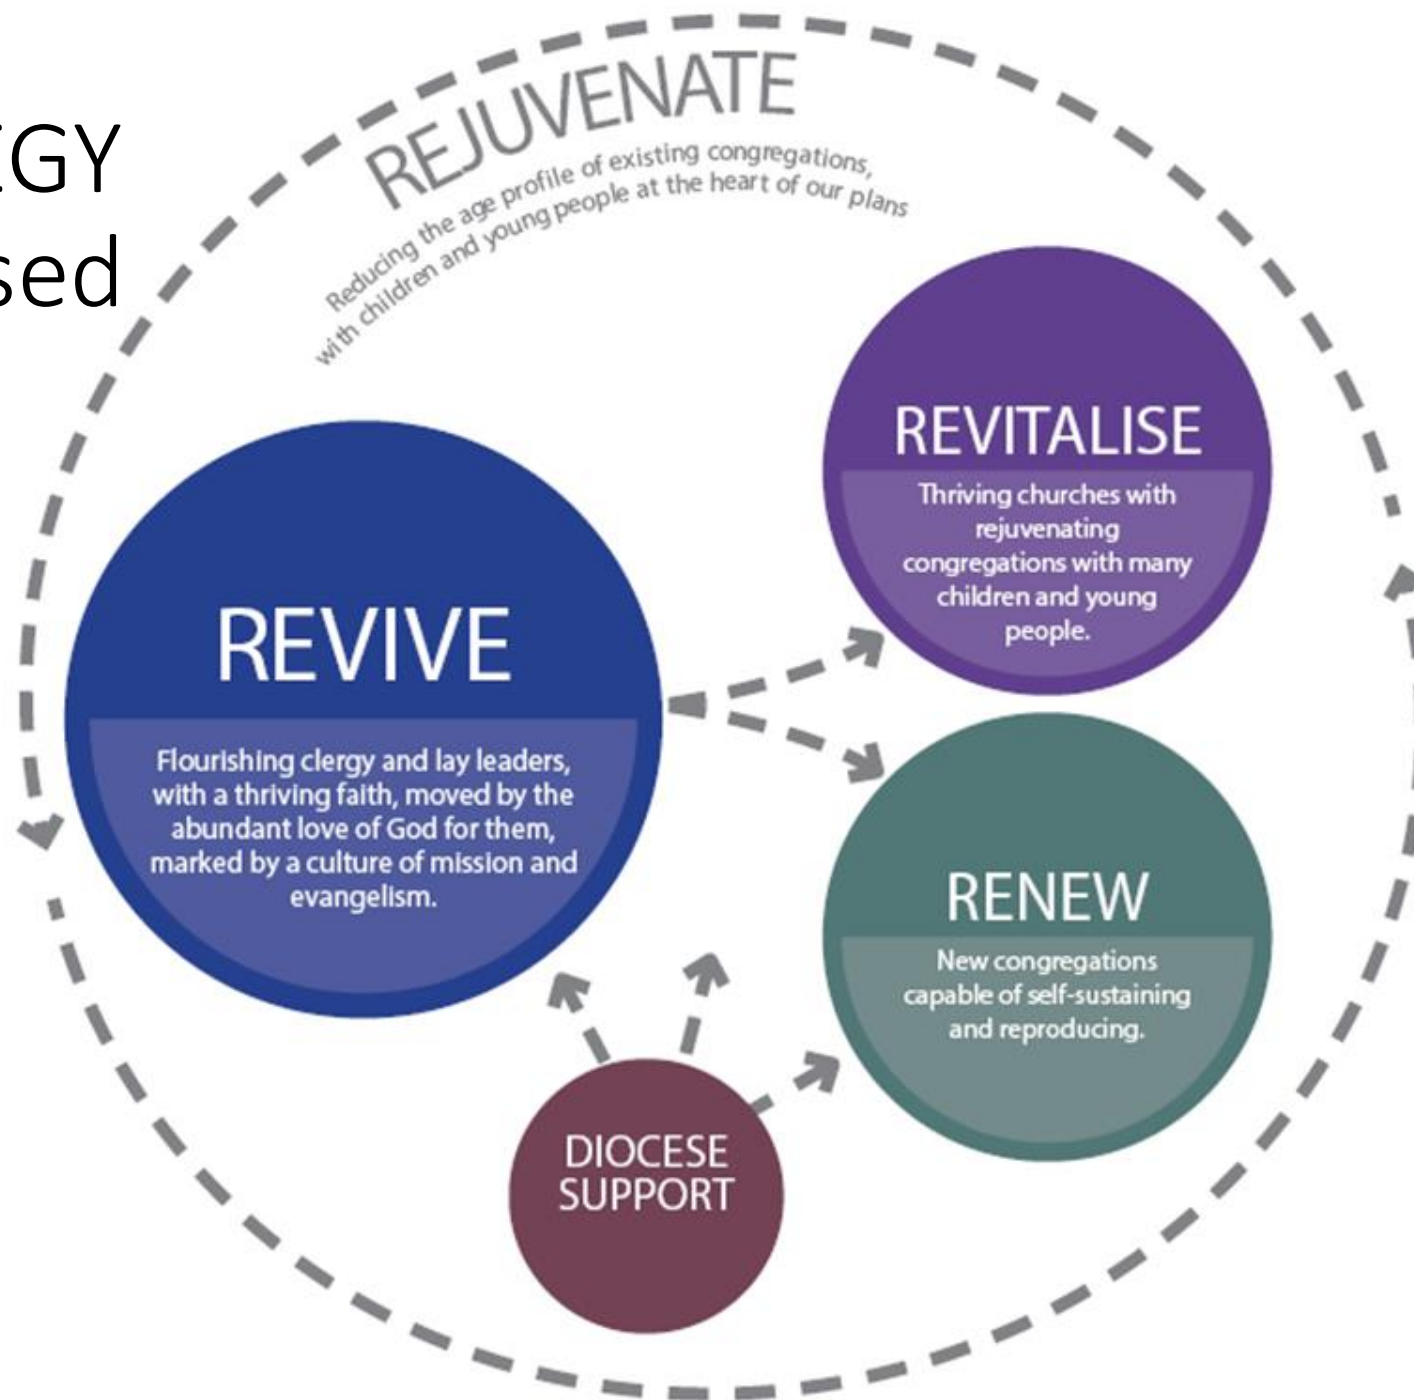 EGY
sed
REJUVENATE
Reducing the age profile of existing congregations,
with children and young people at the heart of our plans
REVITALISE
Thriving churches with
rejuvenating
congregations with many
children and young
people.
REVIVE
Flourishing clergy and lay leaders,
with a thriving faith, moved by the
abundant love of God for them,
marked by a culture of mission and
evangelism.
RENEW
New congregations
capable of self-sustaining
and reproducing.
DIOCESE
SUPPORT